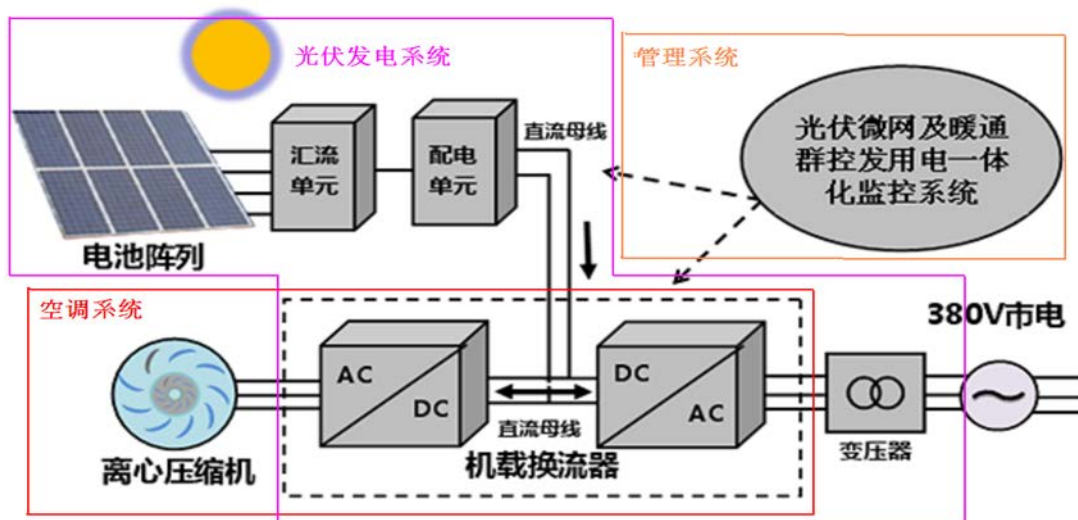 光伏发电系统
管理系统
直流母线
光伏微网及暖通
群控发用电一体
化监控系统
汇流
单元
配电
单元
电池阵列
空调系统
380V市电
AC
DC
DC
AC
直流母线
离心压缩机
机载换流器
变压器